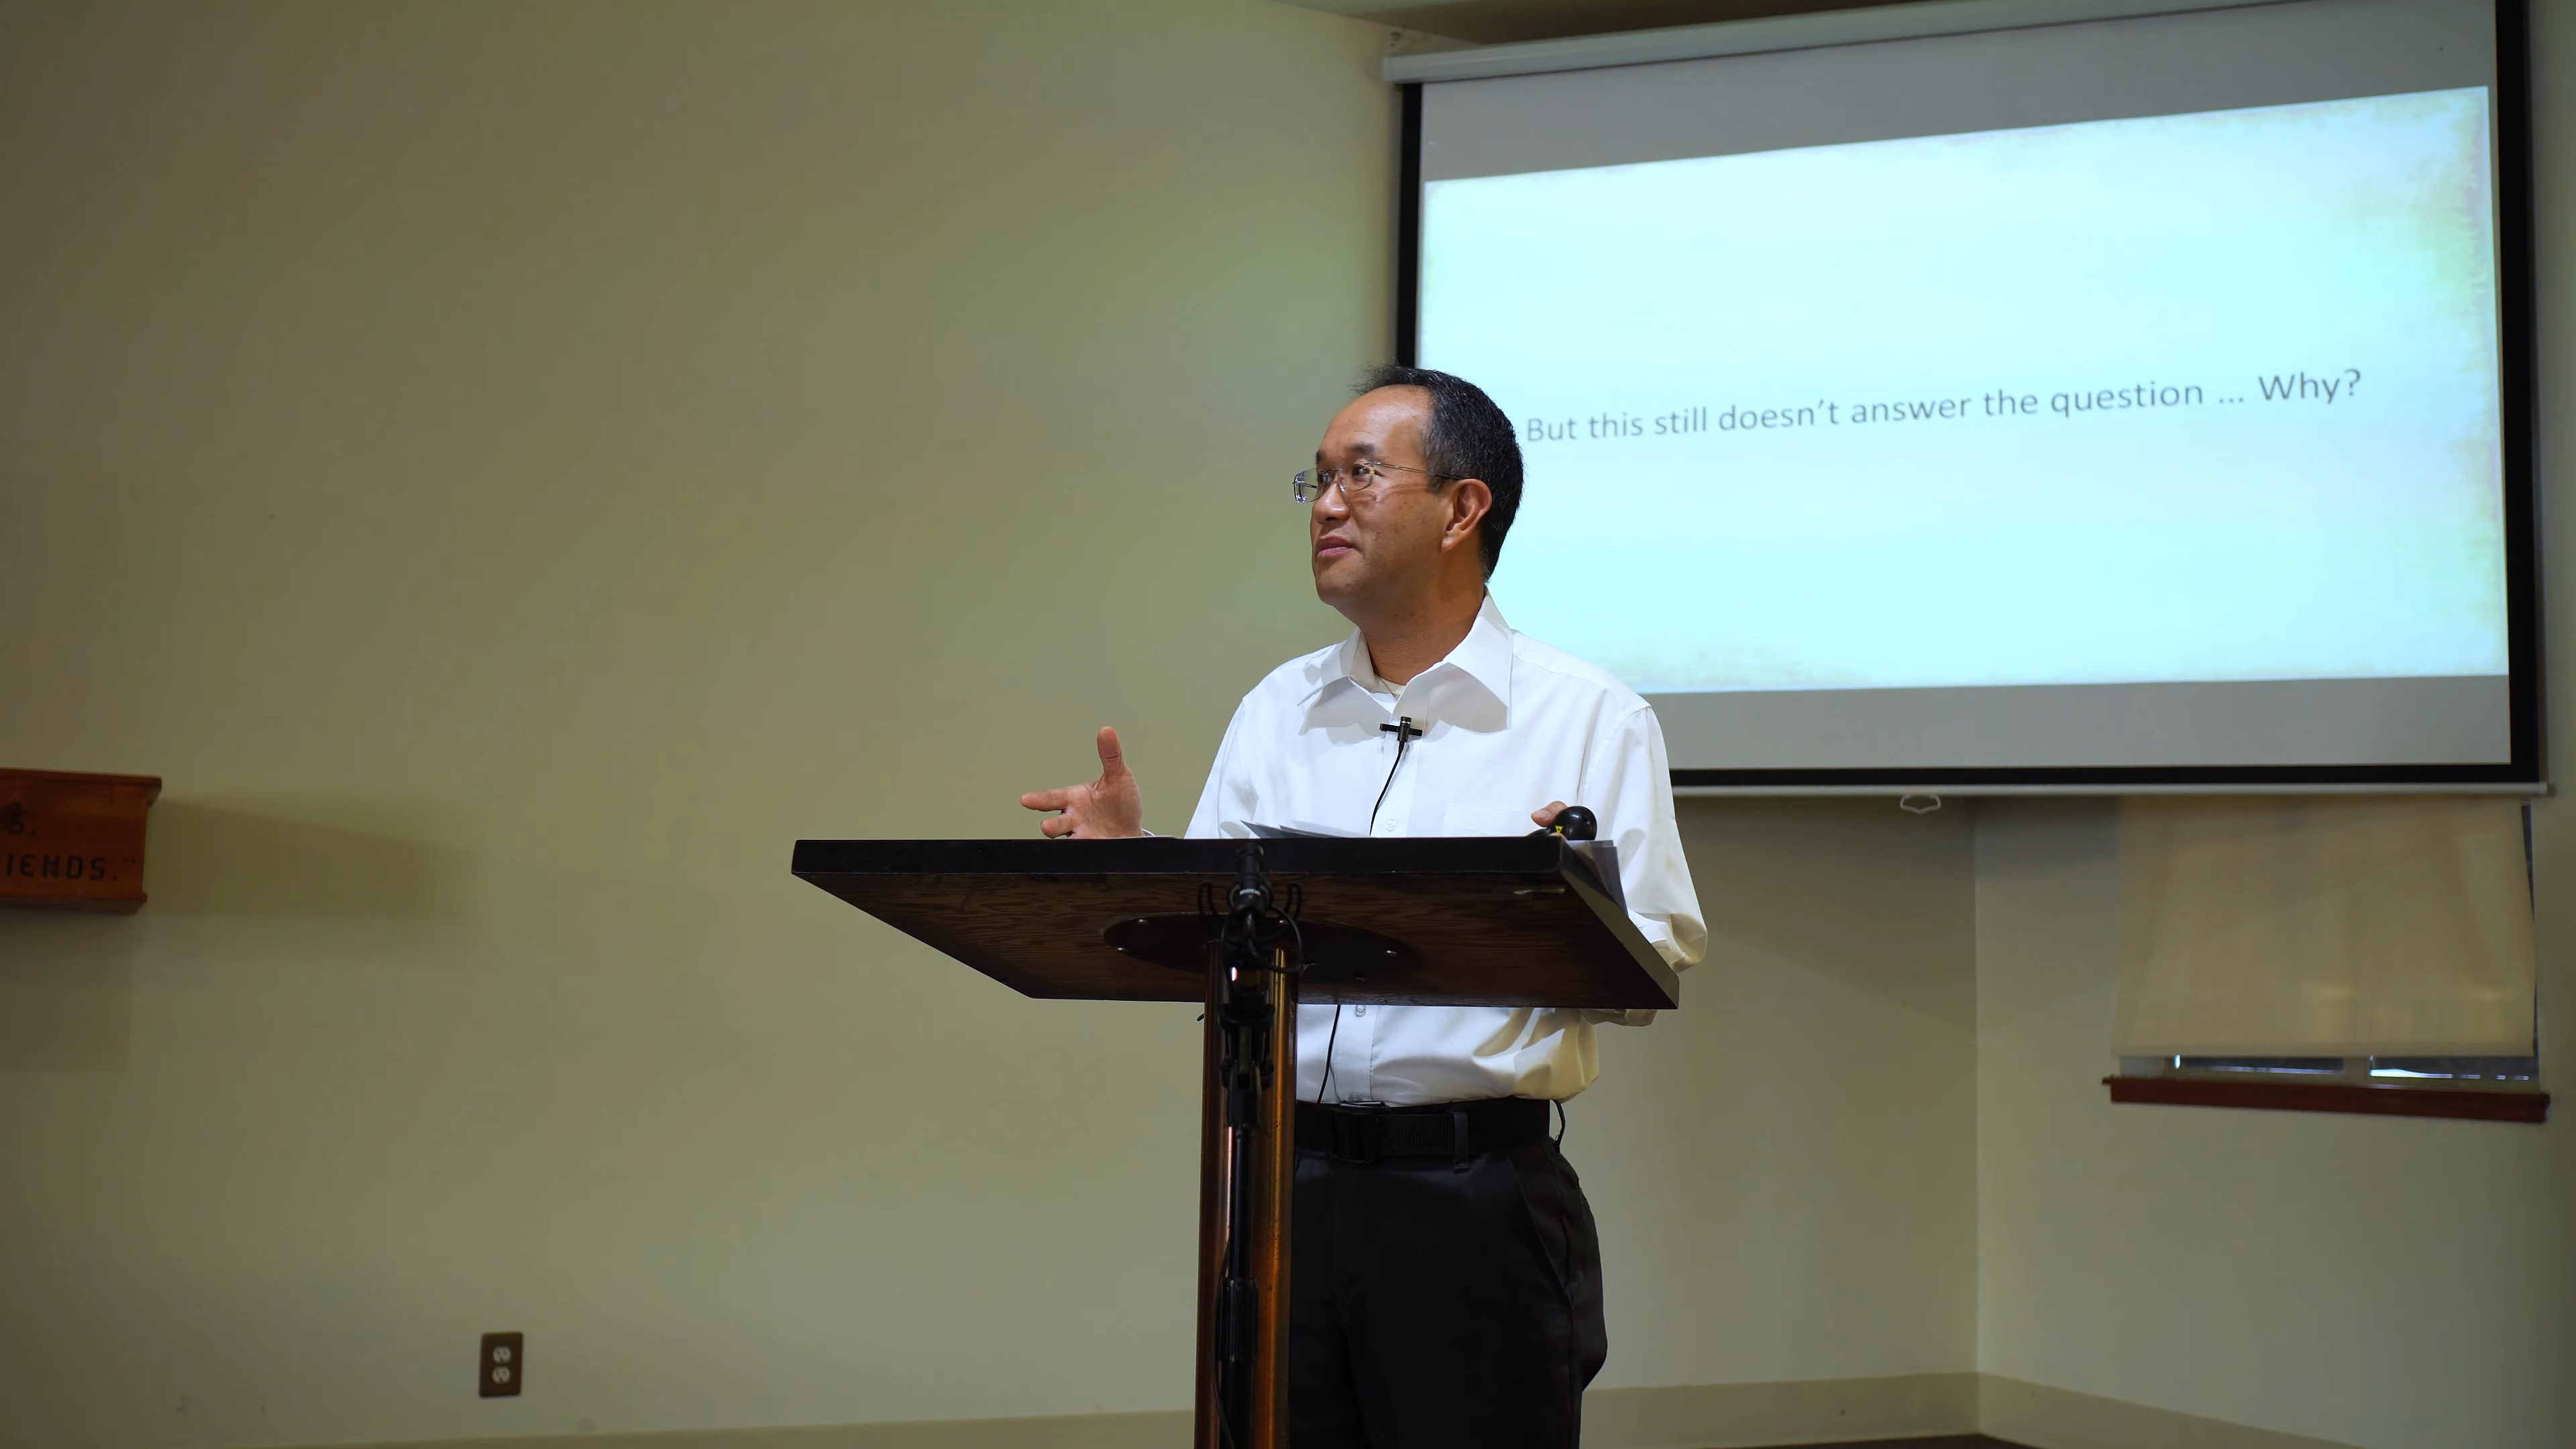 S.
IENDS."
But this still doesn't answer the question ... Why?